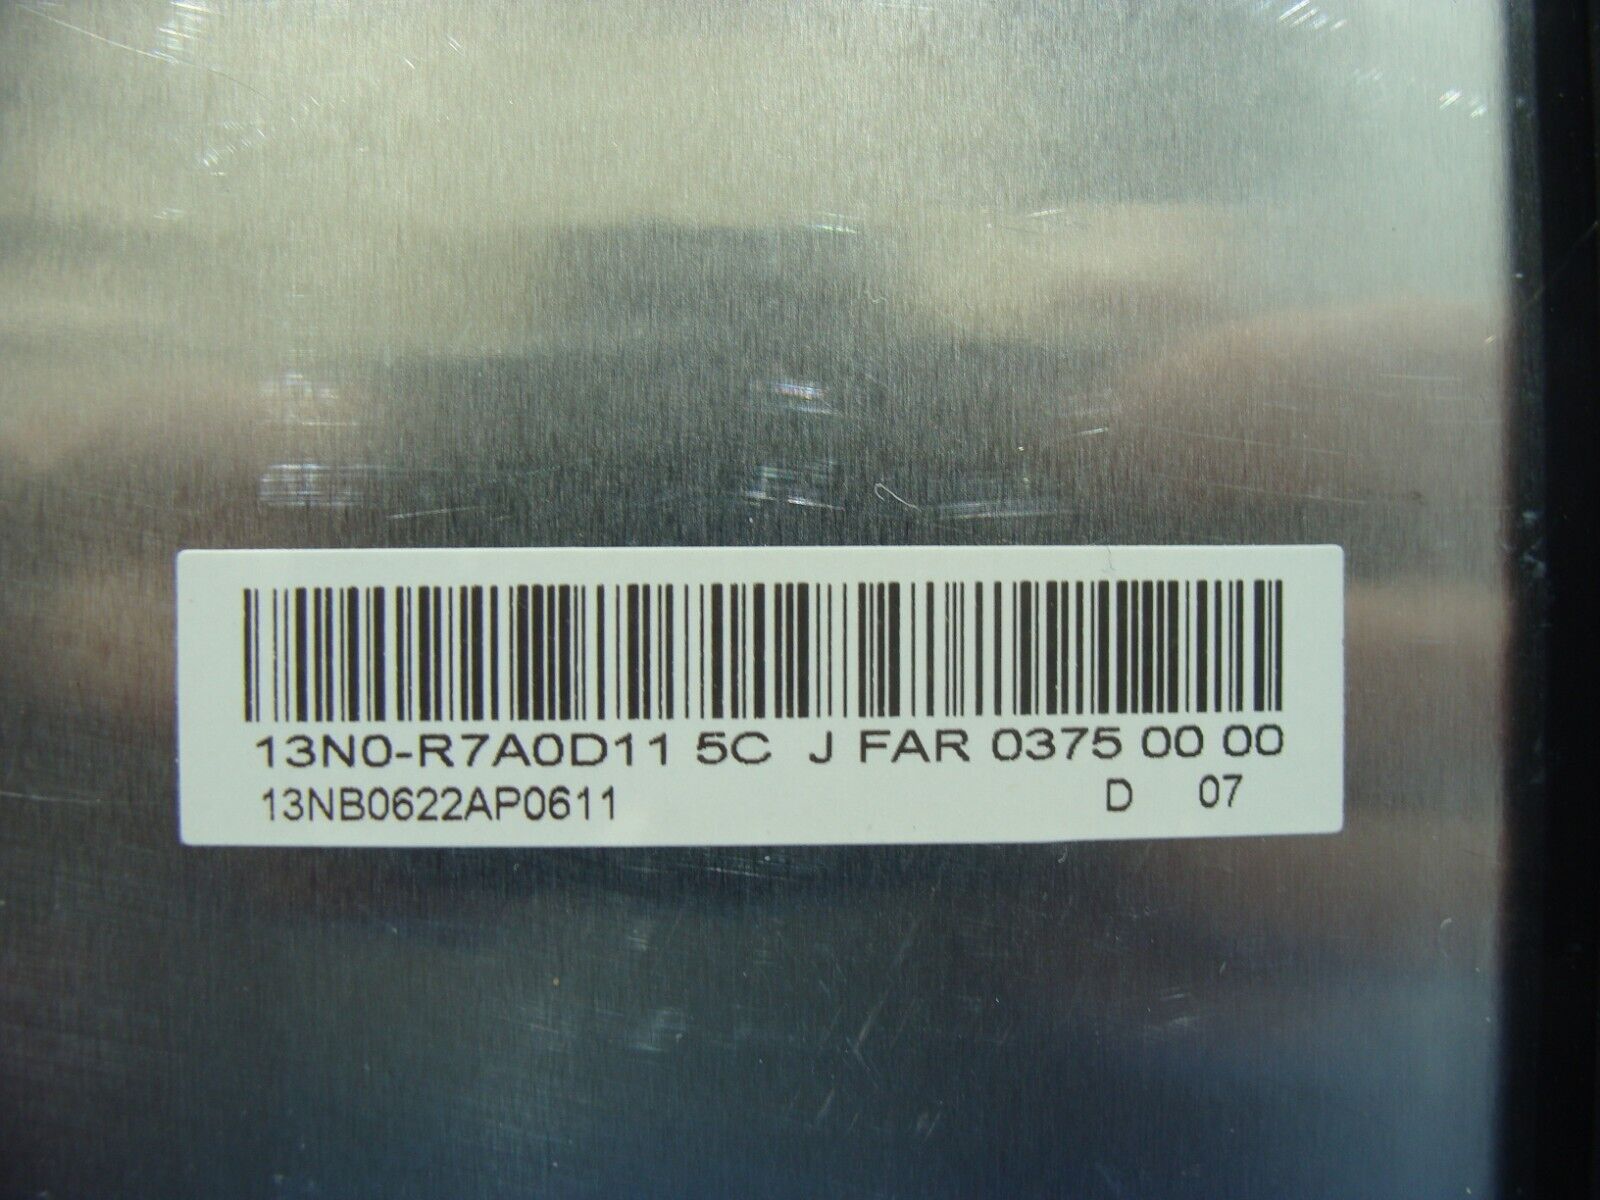 13N0-R7A0D11 5C J FAR 0375 00 00
13NB0622AP0611 D 07